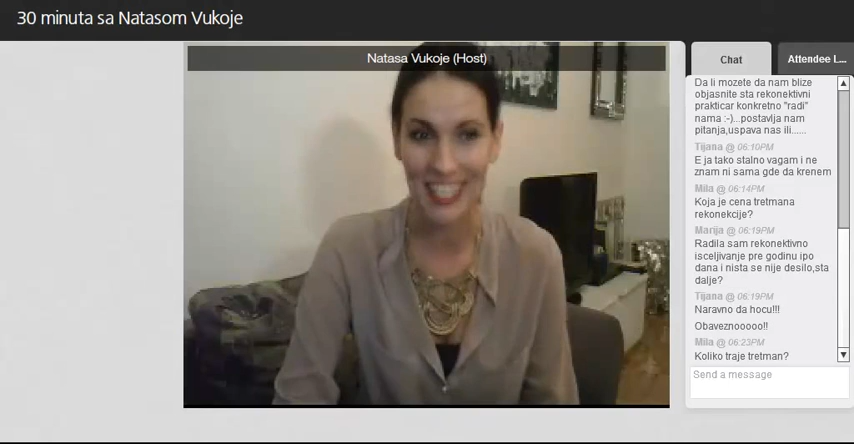 30 minuta sa Natasom Vukoje
Natasa Vukoje (Host)
Chat
Attendee L...
Da li mozete da nam blize
objasnite sta rekonektivni
prakticar konkretno "radi"
nama :-)...postavlja nam
pitanja,uspava nas ili......
Tijana @ 06:10PM
E ja tako stalno vagam i ne
znam ni sama gde da krenem
Mila @ 06:14PM
Koja je cena tretmana
rekonekcije?
Marija @ 06:19PM
Radila sam rekonektivno
isceljivanje pre godinu ipo
dana i nista se nije desilo,sta
dalje?
Tijana @ 06:19PM
Naravno da hocu!!!
Obaveznooooo!!
Mila @ 06:23PM
Koliko traje tretman?
Send a message